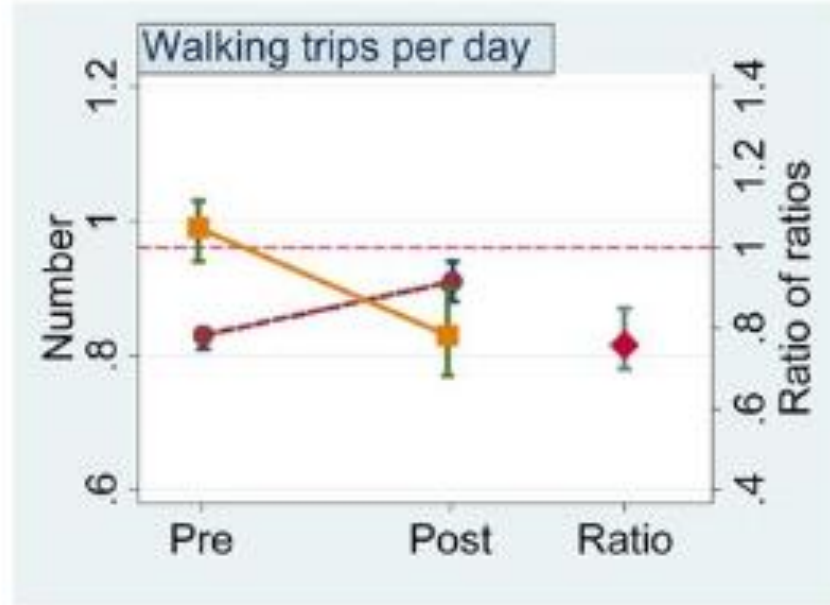 Walking trips per day
Number
1.2
1
.8
.6
Ratio of ratios
1.4
1.2
1
.8
.6
.4
Pre Post Ratio